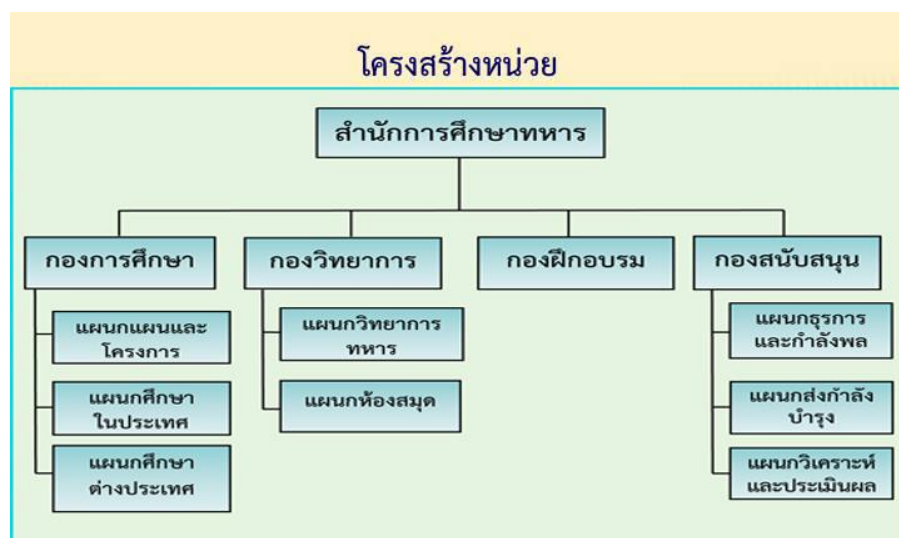 โครงสร้างหน่วย
สำนักการศึกษาทหาร
กองการศึกษา
กองวิทยาการ
กองฝึกอบรม
กองสนับสนุน
แผนกแผนและ
โครงการ
แผนกศึกษา
ในประเทศ
แผนกศึกษา
ต่างประเทศ
แผนกวิทยาการ
ทหาร
แผนกห้องสมุด
แผนกธุรการ
และกำลังพล
แผนกส่งกำลัง
บำรุง
แผนกวิเคราะห์
และประเมินผล